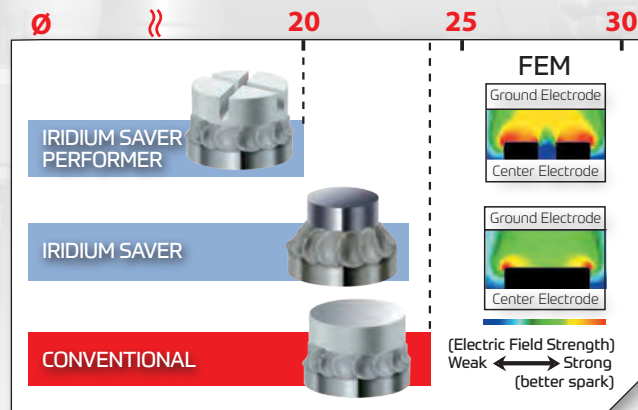 Ø 20 25 30
FEM
Ground Electrode
IRIDIUM SAVER
PERFORMER
Center Electrode
Ground Electrode
IRIDIUM SAVER
Center Electrode
(Electric Field Strength)
Weak Strong
(better spark)
CONVENTIONAL